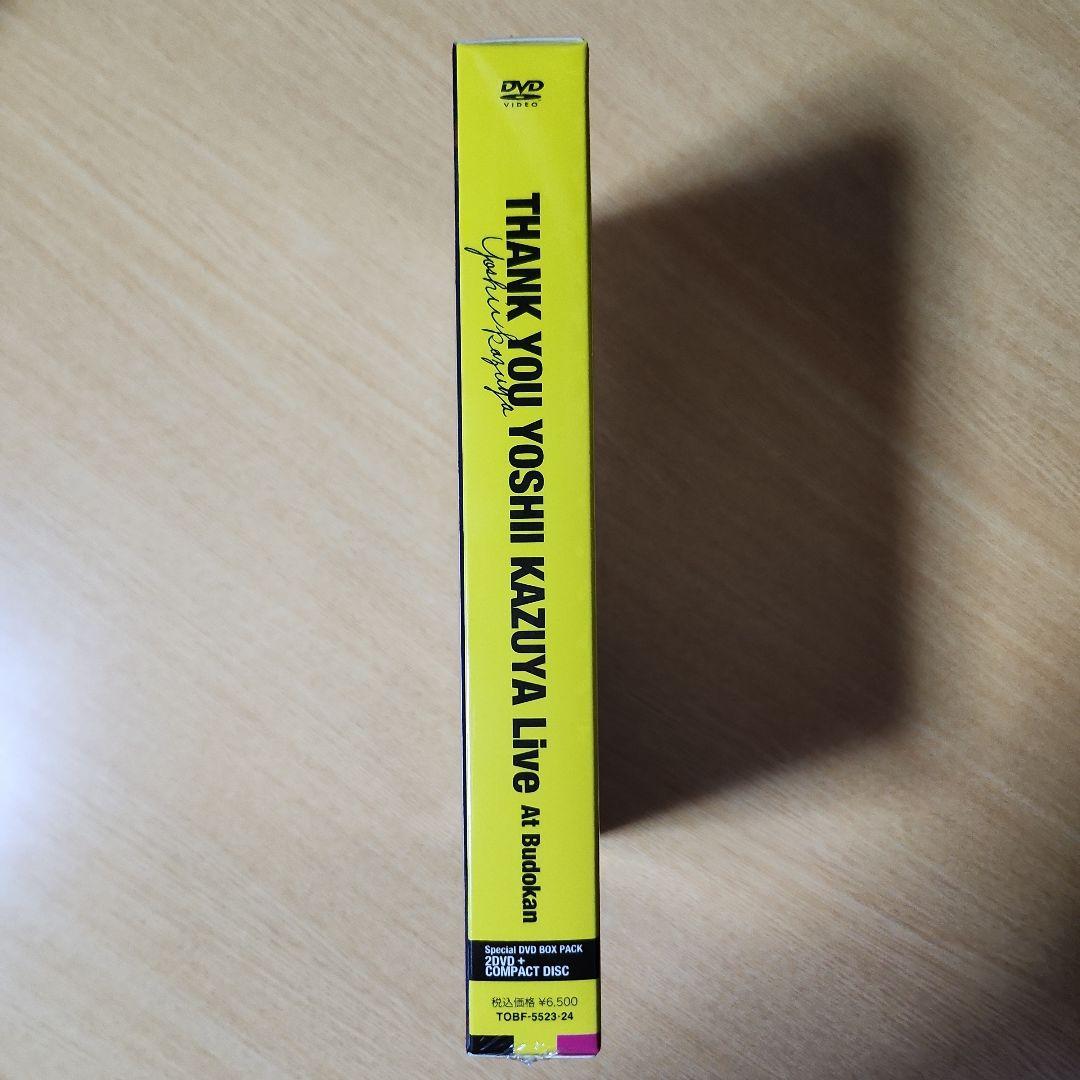 DVD
VIDEO
THANK YOU YOSHII KAZUYA Live At Budokan
Yoshii Kazuya
Special DVD BOX PACK
2DVD +
COMPACT DISC
税込価格 ¥6,500
TOBF-5523·24